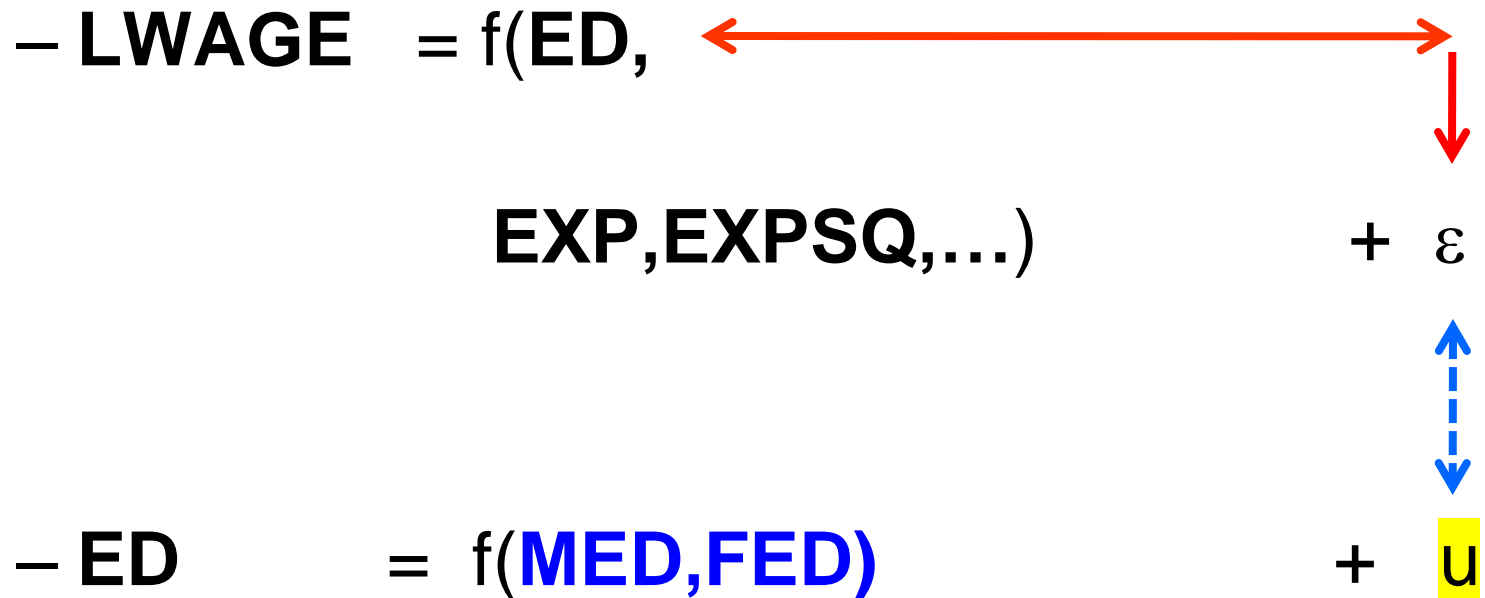 – LWAGE = f(ED,
EXP,EXPSQ,…) + ε
– ED = f(MED,FED) + u